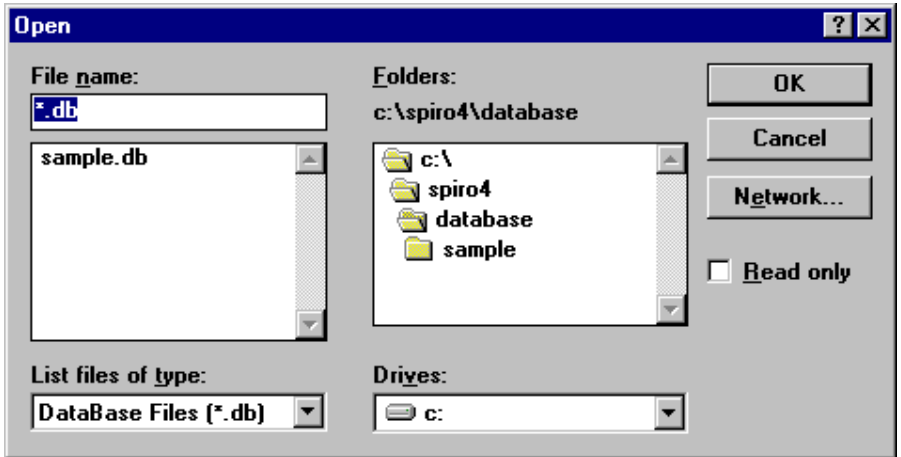 Open
File name:
*.db
sample.db
List files of type:
DataBase Files (*.db)
Folders:
c:\spiro4\database
c:\
spiro4
database
sample
Drives:
c:
OK
Cancel
Network...
Read only